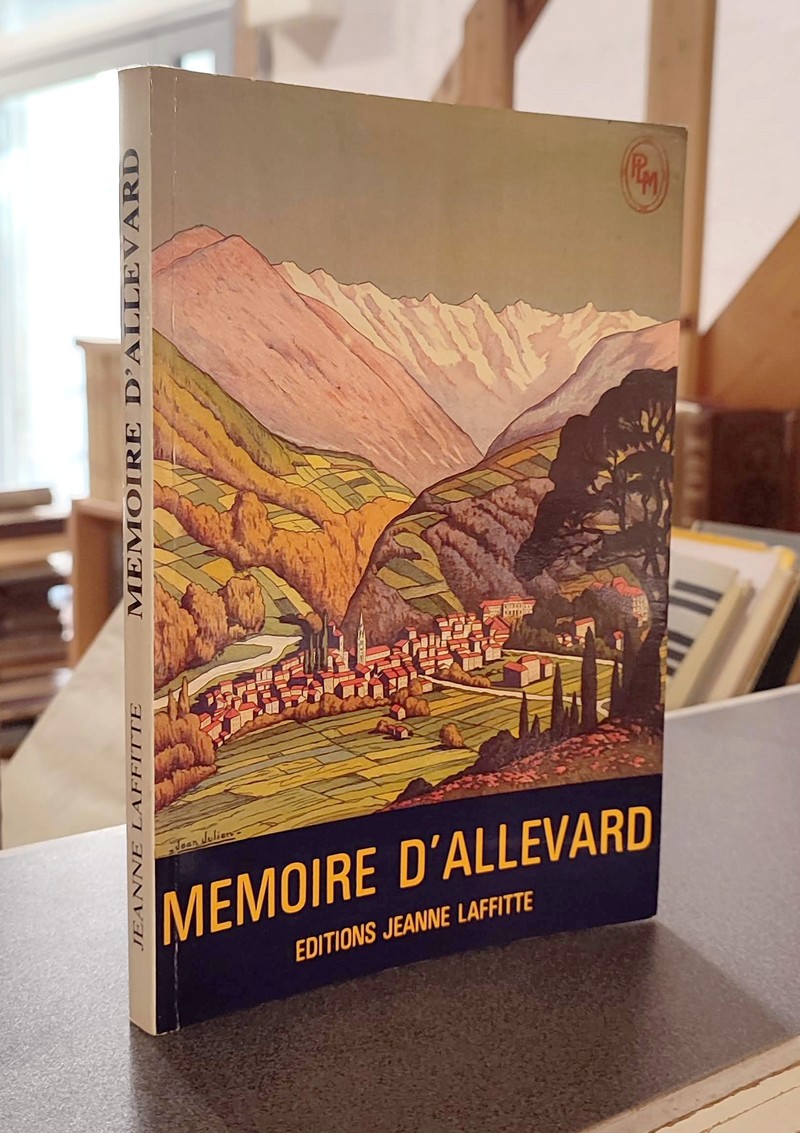 MEMOIRE D'ALLEVARD
JEANNE LAFFITTE
PLM
-Jean Julien-
MEMOIRE D'ALLEVARD
EDITIONS JEANNE LAFFITTE